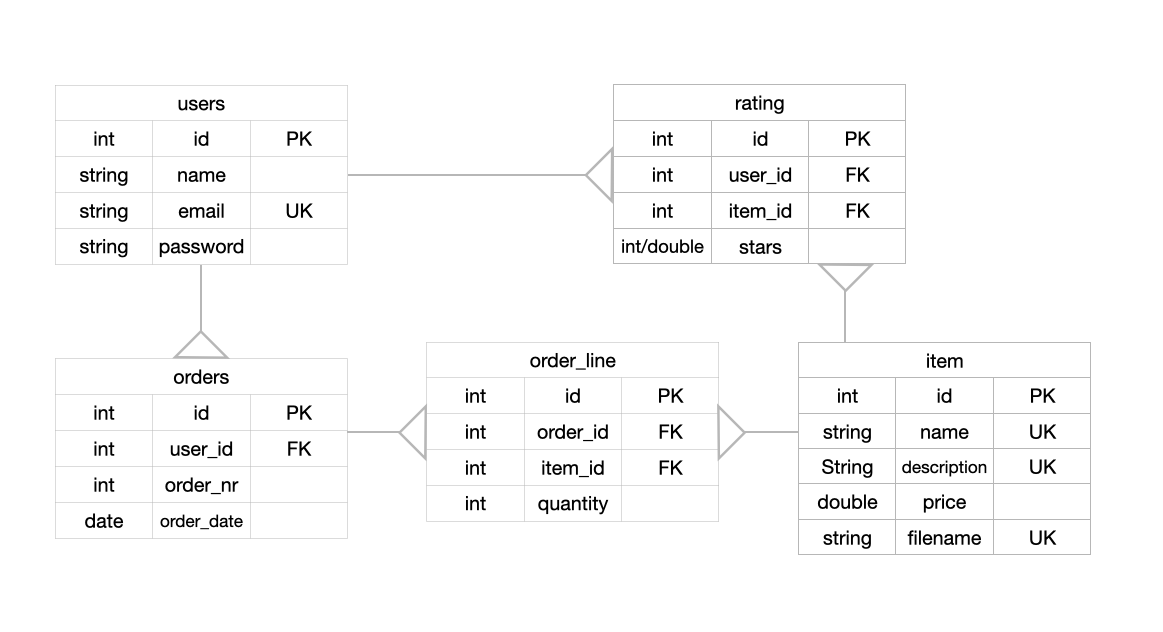 users
int id PK
string name
string email UK
string password
rating
int id PK
int user_id FK
int item_id FK
int/double stars
orders
int id PK
int user_id FK
int order_nr
date order_date
order_line
int id PK
int order_id FK
int item_id FK
int quantity
item
int id PK
string name UK
String description UK
double price
string filename UK